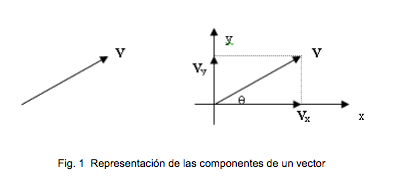 V
y
V
Vy
θ
Vx
x
Fig. 1 Representación de las componentes de un vector